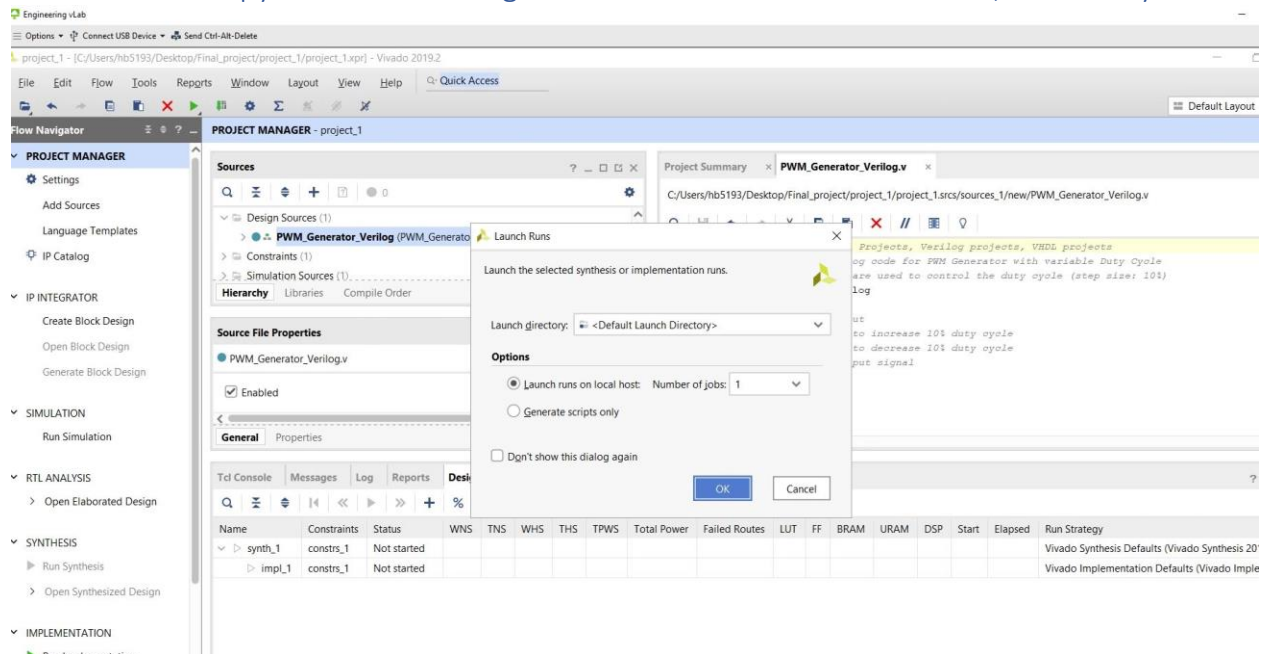 Engineering vLab
Options Connect USB Device Send Ctrl-Alt-Delete
project_1 - [C:/Users/hb5193/Desktop/Final_project/project_1/project_1.xpr] - Vivado 2019.2
File Edit Flow Tools Reports Window Layout View Help Quick Access
Default Layout
Flow Navigator
PROJECT MANAGER - project_1
PROJECT MANAGER
Settings
Add Sources
Language Templates
IP Catalog
IP INTEGRATOR
Create Block Design
Open Block Design
Generate Block Design
SIMULATION
Run Simulation
RTL ANALYSIS
Open Elaborated Design
SYNTHESIS
Run Synthesis
Open Synthesized Design
IMPLEMENTATION
Sources
0
Design Sources (1)
PWM_Generator_Verilog (PWM_Generato
Constraints (1)
Simulation Sources (1)
Hierarchy Libraries Compile Order
Source File Properties
PWM_Generator_Verilog.v
Enabled
General Properties
Project Summary PWM_Generator_Verilog.v
C:/Users/hb5193/Desktop/Final_project/project_1/project_1.srcs/sources_1/new/PWM_Generator_Verilog.v
Projects, Verilog projects, VHDL projects
og code for PWM Generator with variable Duty Cycle
are used to control the duty cycle (step size: 10%)
log
ut
to increase 10% duty cycle
to decrease 10% duty cycle
put signal
Launch Runs
Launch the selected synthesis or implementation runs.
Launch directory: <Default Launch Directory>
Options
Launch runs on local host: Number of jobs: 1
Generate scripts only
Don't show this dialog again
OK Cancel
Tcl Console Messages Log Reports Desi
Name Constraints Status WNS TNS WHS THS TPWS Total Power Failed Routes LUT FF BRAM URAM DSP Start Elapsed Run Strategy
synth_1 constrs_1 Not started Vivado Synthesis Defaults (Vivado Synthesis 20
impl_1 constrs_1 Not started Vivado Implementation Defaults (Vivado Imple